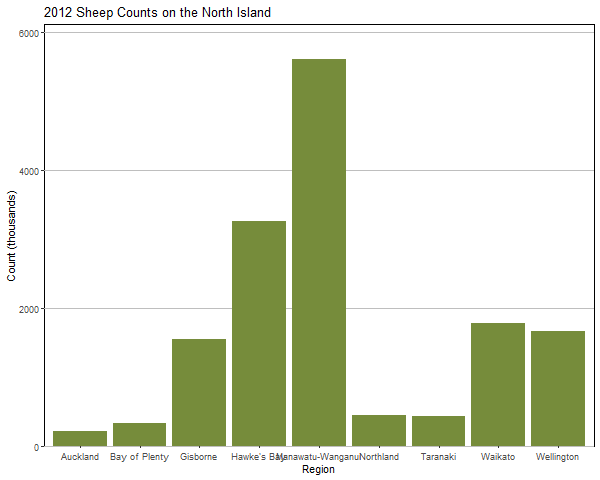 2012 Sheep Counts on the North Island
6000
4000
2000
0
Count (thousands)
Auckland Bay of Plenty Gisborne Hawke's Bay Manawatu-Wanganui Northland Taranaki Waikato Wellington
Region